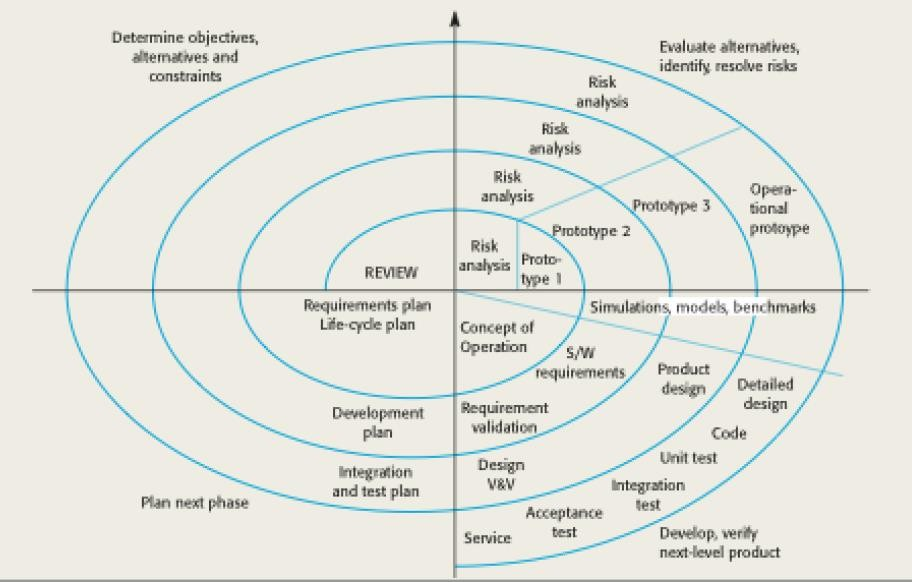 Determine objectives,
alternatives and
constraints
Evaluate alternatives,
identify, resolve risks
Risk
analysis
Risk
analysis
Risk
analysis
Risk
analysis
Proto-
type 1
Prototype 2
Prototype 3
Opera-
tional
protoype
REVIEW
Requirements plan
Life-cycle plan
Simulations, models, benchmarks
Concept of
Operation
S/W
requirements
Product
design
Detailed
design
Development
plan
Requirement
validation
Code
Unit test
Integration
and test plan
Design
V&V
Integration
test
Plan next phase
Acceptance
test
Service
Develop, verify
next-level product